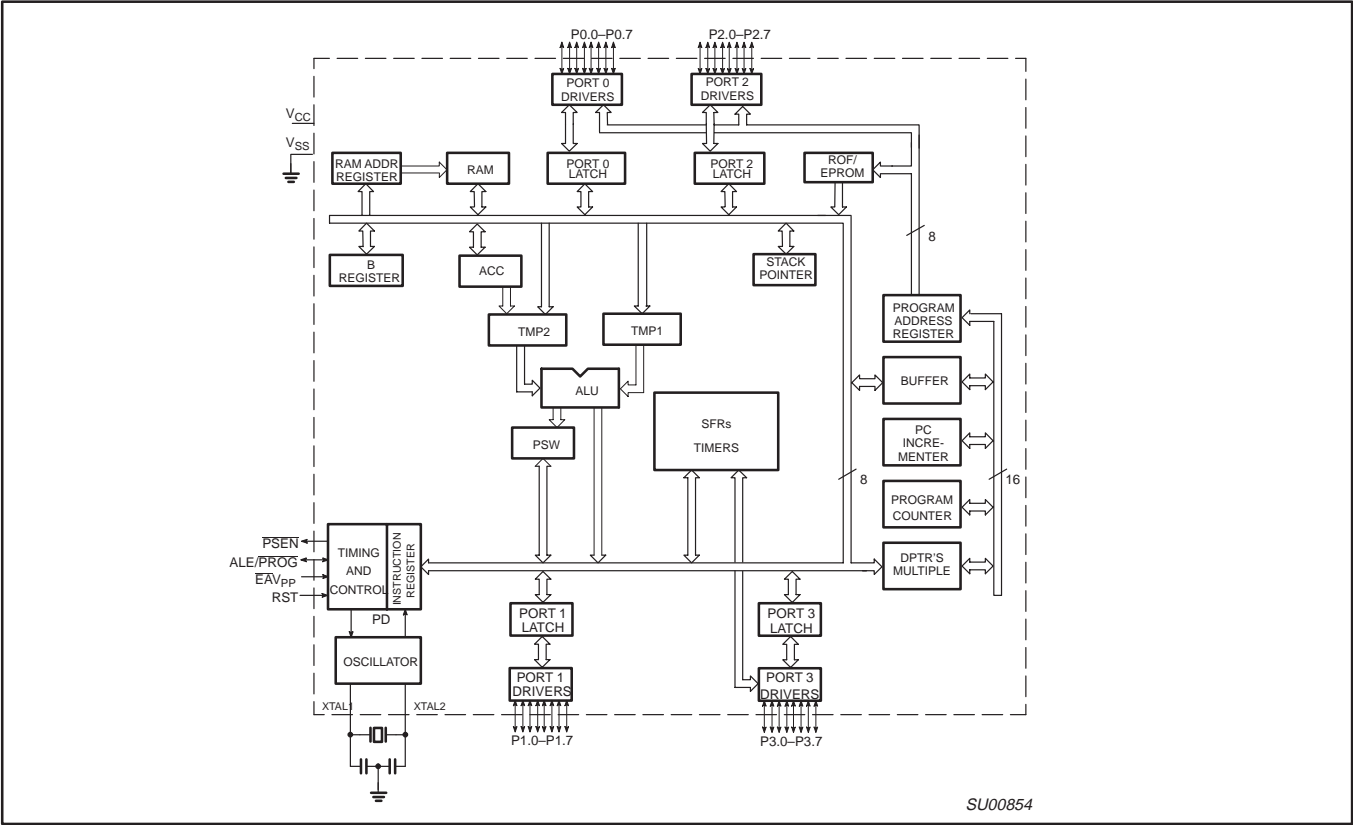 P0.0–P0.7
P2.0–P2.7
PORT 0
DRIVERS
PORT 2
DRIVERS
VCC
VSS
RAM ADDR
REGISTER
RAM
PORT 0
LATCH
PORT 2
LATCH
ROF/
EPROM
8
B
REGISTER
ACC
STACK
POINTER
PROGRAM
ADDRESS
REGISTER
TMP2
TMP1
BUFFER
ALU
SFRs
TIMERS
PSW
PC
INCRE-
MENTER
8
16
PROGRAM
COUNTER
PSEN
ALE/PROG
EAVPP
RST
TIMING
AND
CONTROL
INSTRUCTION
REGISTER
DPTR'S
MULTIPLE
PD
PORT 1
LATCH
PORT 3
LATCH
OSCILLATOR
PORT 1
DRIVERS
PORT 3
DRIVERS
XTAL1
XTAL2
P1.0–P1.7
P3.0–P3.7
SU00854